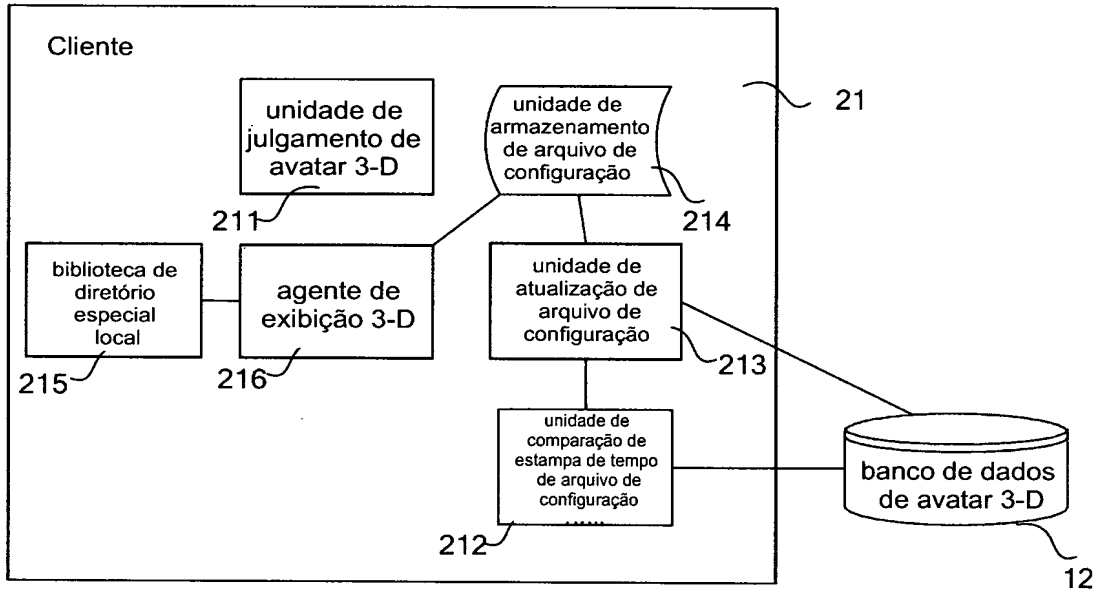 Cliente
21
unidade de
julgamento de
avatar 3-D
211
unidade de
armazenamento
de arquivo de
configuração
214
biblioteca de
diretório
especial
local
215
agente de
exibição 3-D
216
unidade de
atualização de
arquivo de
configuração
213
unidade de
comparação de
estampa de tempo
de arquivo de
configuração
212
banco de dados
de avatar 3-D
12